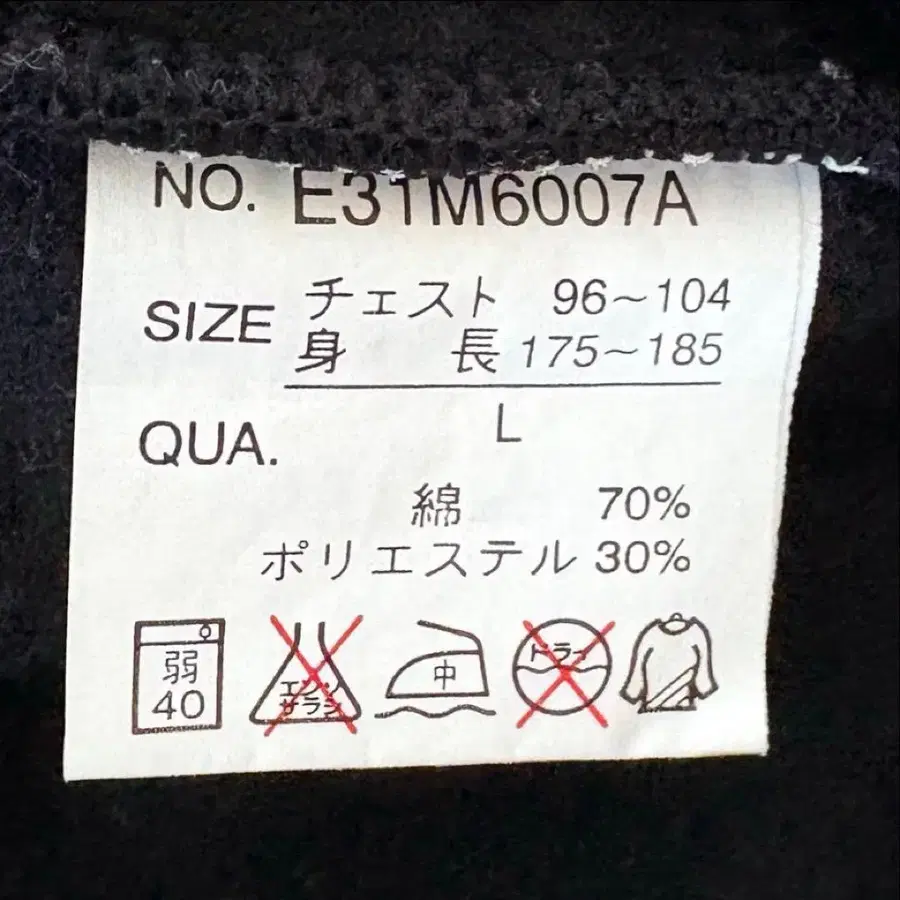 NO. E31M6007A
SIZE チェスト 96～104
身 長 175～185
L
QUA.
綿 70%
ポリエステル 30%
弱
40
エンソ
サラシ
中
ドライ